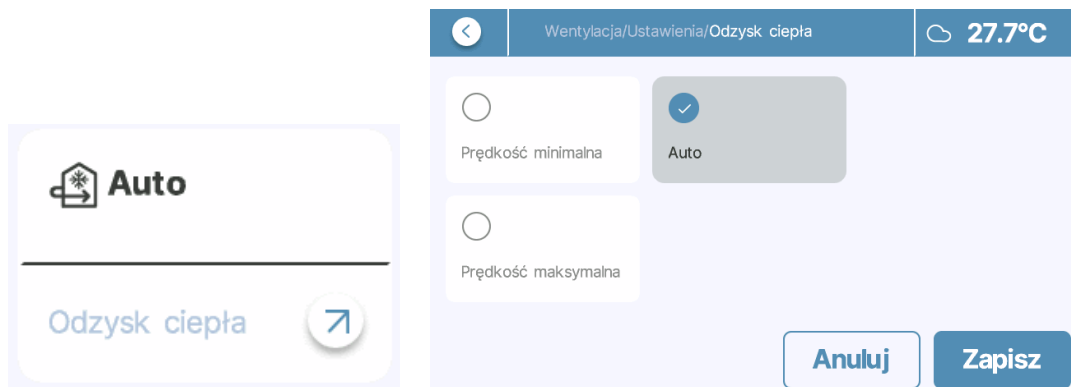 Auto
Odzysk ciepła
Wentylacja/Ustawienia/Odzysk ciepła
27.7°C
Prędkość minimalna
Auto
Prędkość maksymalna
Anuluj
Zapisz